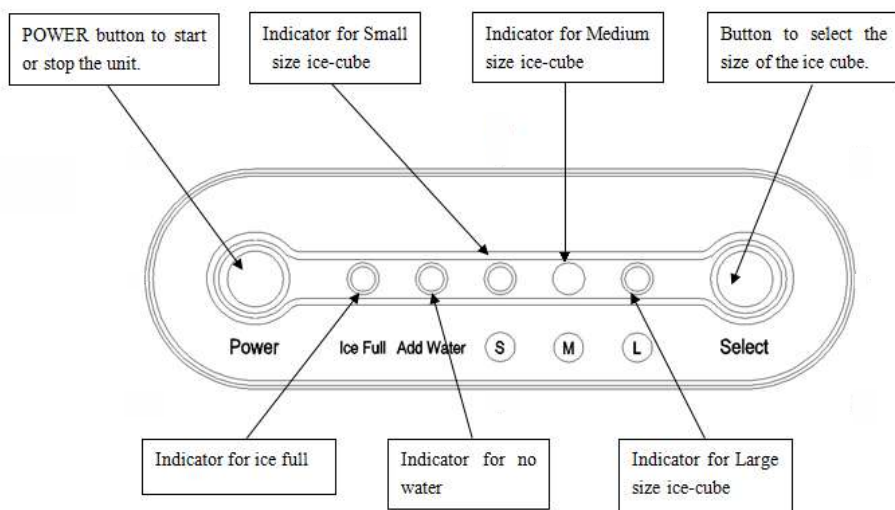 POWER button to start
or stop the unit.
Indicator for Small
size ice-cube
Indicator for Medium
size ice-cube
Button to select the
size of the ice cube.
Power
Ice Full
Add Water
S
M
L
Select
Indicator for ice full
Indicator for no
water
Indicator for Large
size ice-cube